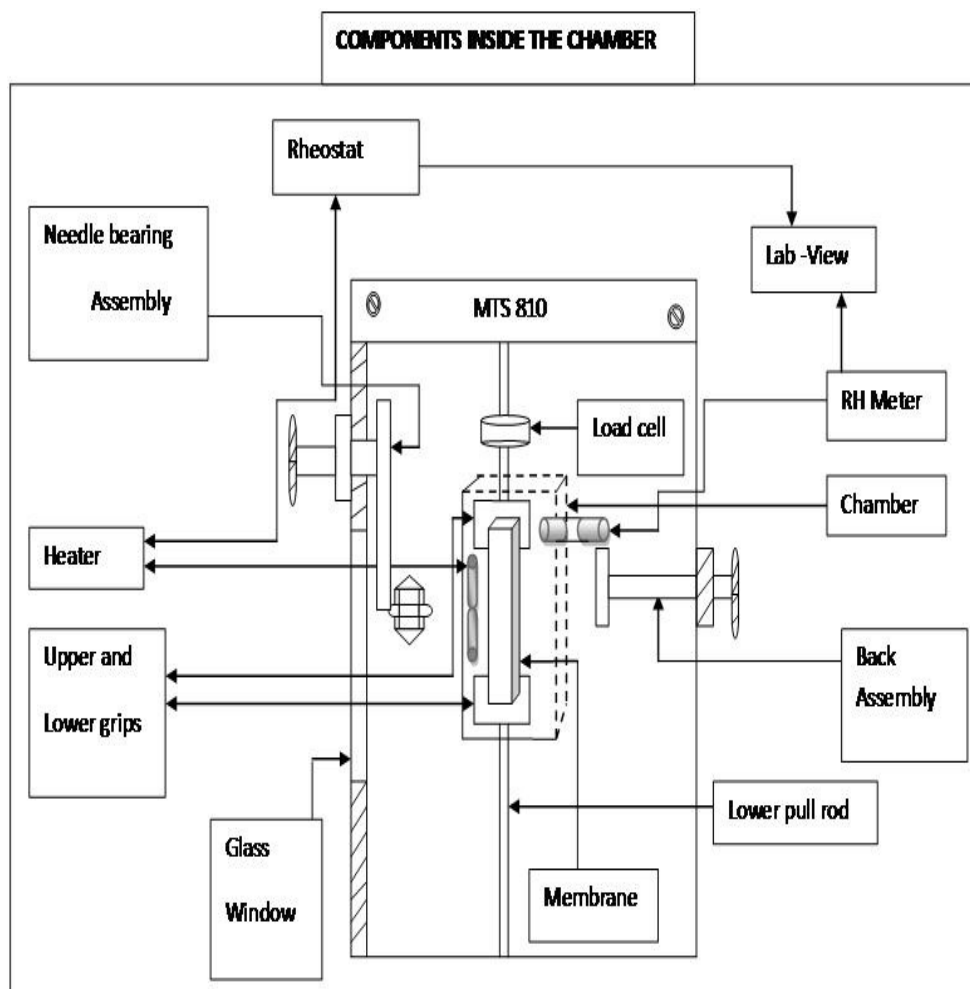 COMPONENTS INSIDE THE CHAMBER
Rheostat
Needle bearing
Assembly
Lab -View
MTS 810
RH Meter
Load cell
Chamber
Heater
Upper and
Lower grips
Back
Assembly
Lower pull rod
Glass
Window
Membrane